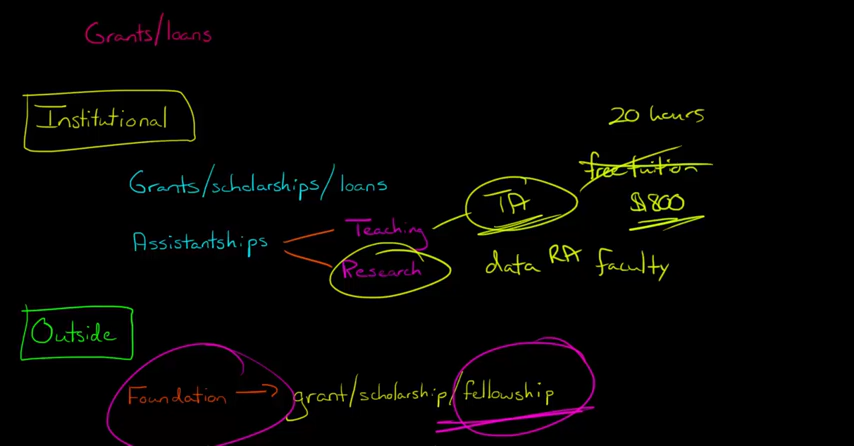 Grants/loans
Institutional
20 hours
free tuition
Grants/scholarships/loans
TA
$800
Assistantships
Teaching
Research
data RA faculty
Outside
Foundation → grant/scholarship/fellowship